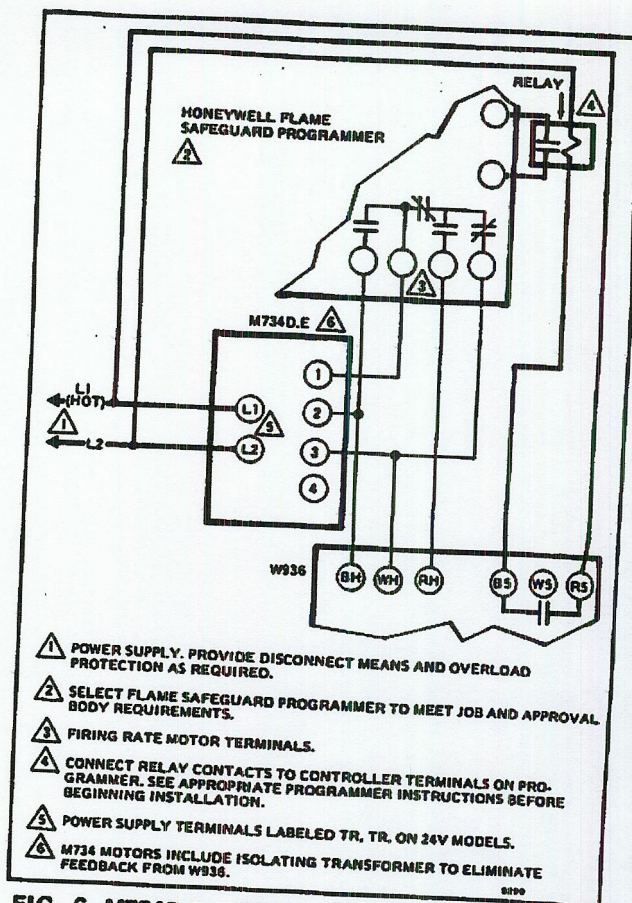 RELAY
4
HONEYWELL FLAME
SAFEGUARD PROGRAMMER
2
3
M734D.E 6
L1
(HOT)
1
L2
L1
5
L2
1
2
3
4
W936
BH WH RH BS WS RS
1 POWER SUPPLY. PROVIDE DISCONNECT MEANS AND OVERLOAD
PROTECTION AS REQUIRED.
2 SELECT FLAME SAFEGUARD PROGRAMMER TO MEET JOB AND APPROVAL
BODY REQUIREMENTS.
3 FIRING RATE MOTOR TERMINALS.
4 CONNECT RELAY CONTACTS TO CONTROLLER TERMINALS ON PRO-
GRAMMER. SEE APPROPRIATE PROGRAMMER INSTRUCTIONS BEFORE
BEGINNING INSTALLATION.
5 POWER SUPPLY TERMINALS LABELED TR, TR, ON 24V MODELS.
6 M734 MOTORS INCLUDE ISOLATING TRANSFORMER TO ELIMINATE
FEEDBACK FROM W936.